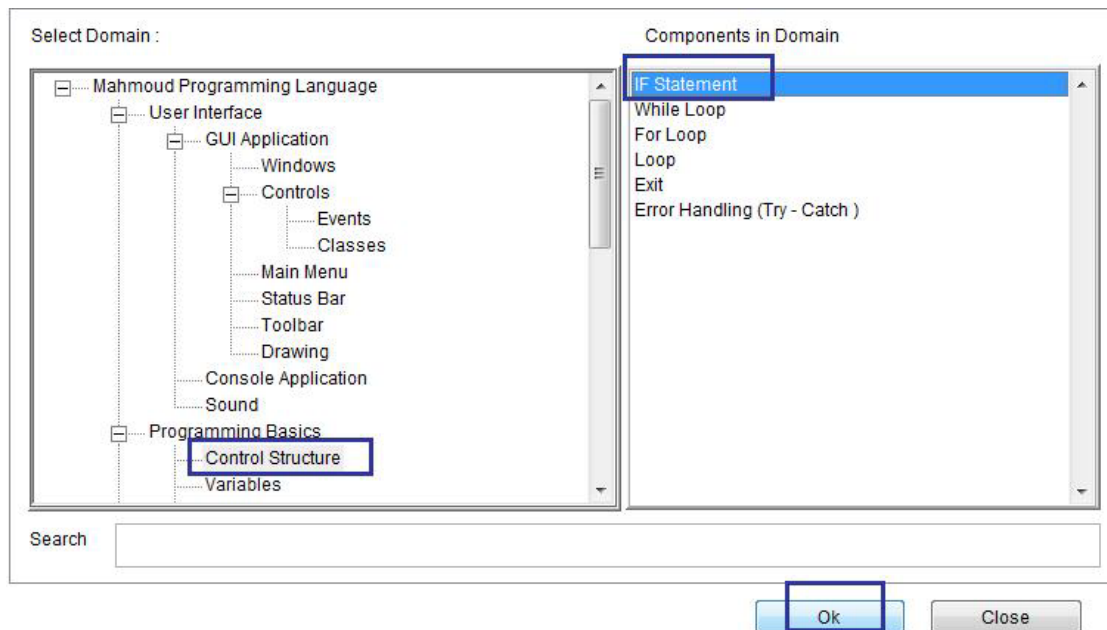 Select Domain :
Mahmoud Programming Language
User Interface
GUI Application
Windows
Controls
Events
Classes
Main Menu
Status Bar
Toolbar
Drawing
Console Application
Sound
Programming Basics
Control Structure
Variables
Components in Domain
IF Statement
While Loop
For Loop
Loop
Exit
Error Handling (Try - Catch )
Search
Ok
Close